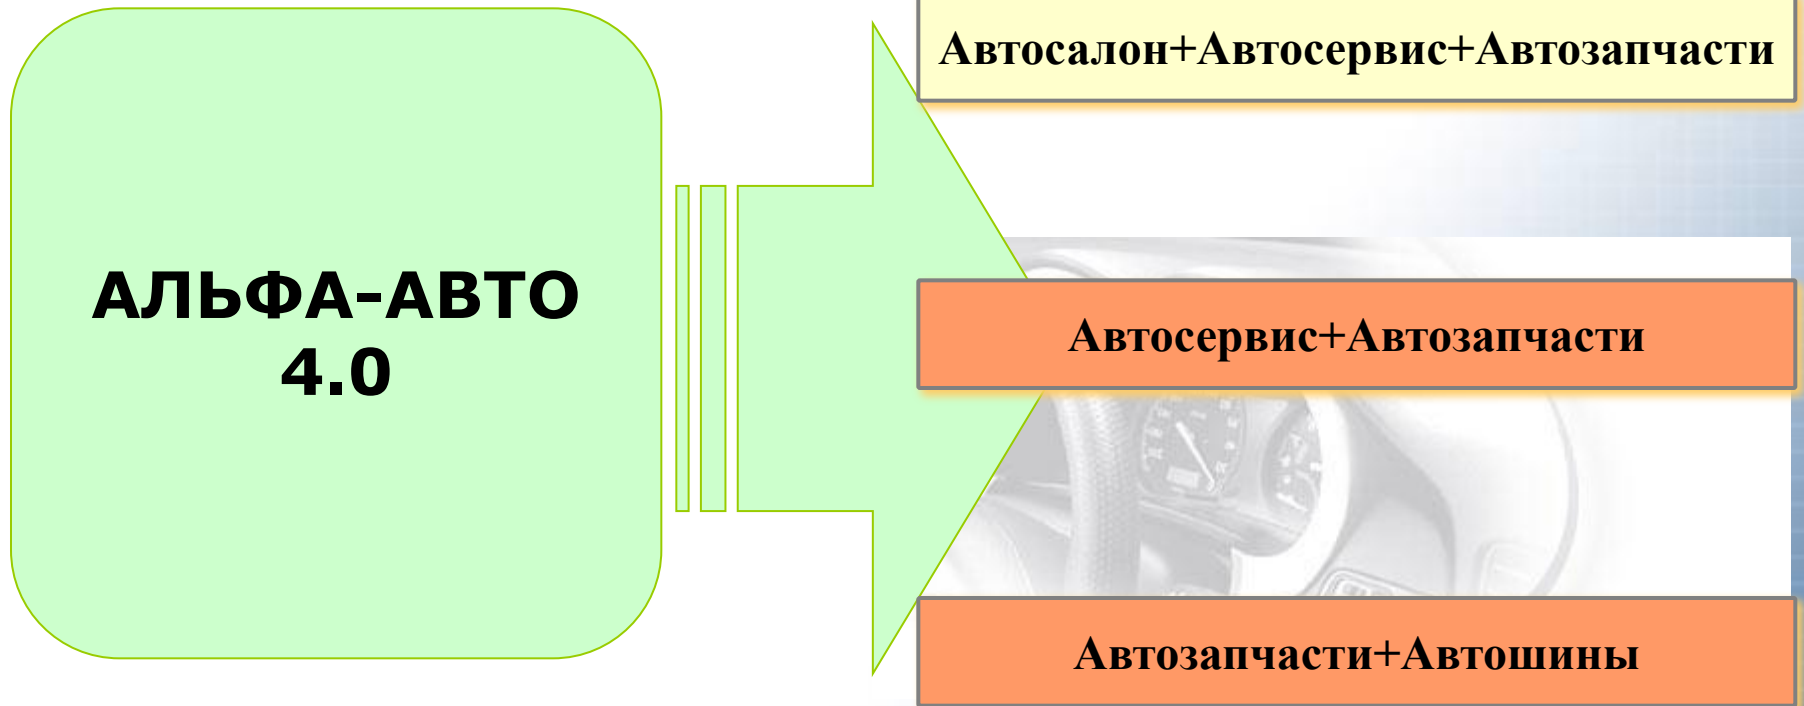 АЛЬФА-АВТО
4.0
Автосалон+Автосервис+Автозапчасти
Автосервис+Автозапчасти
Автозапчасти+Автошины